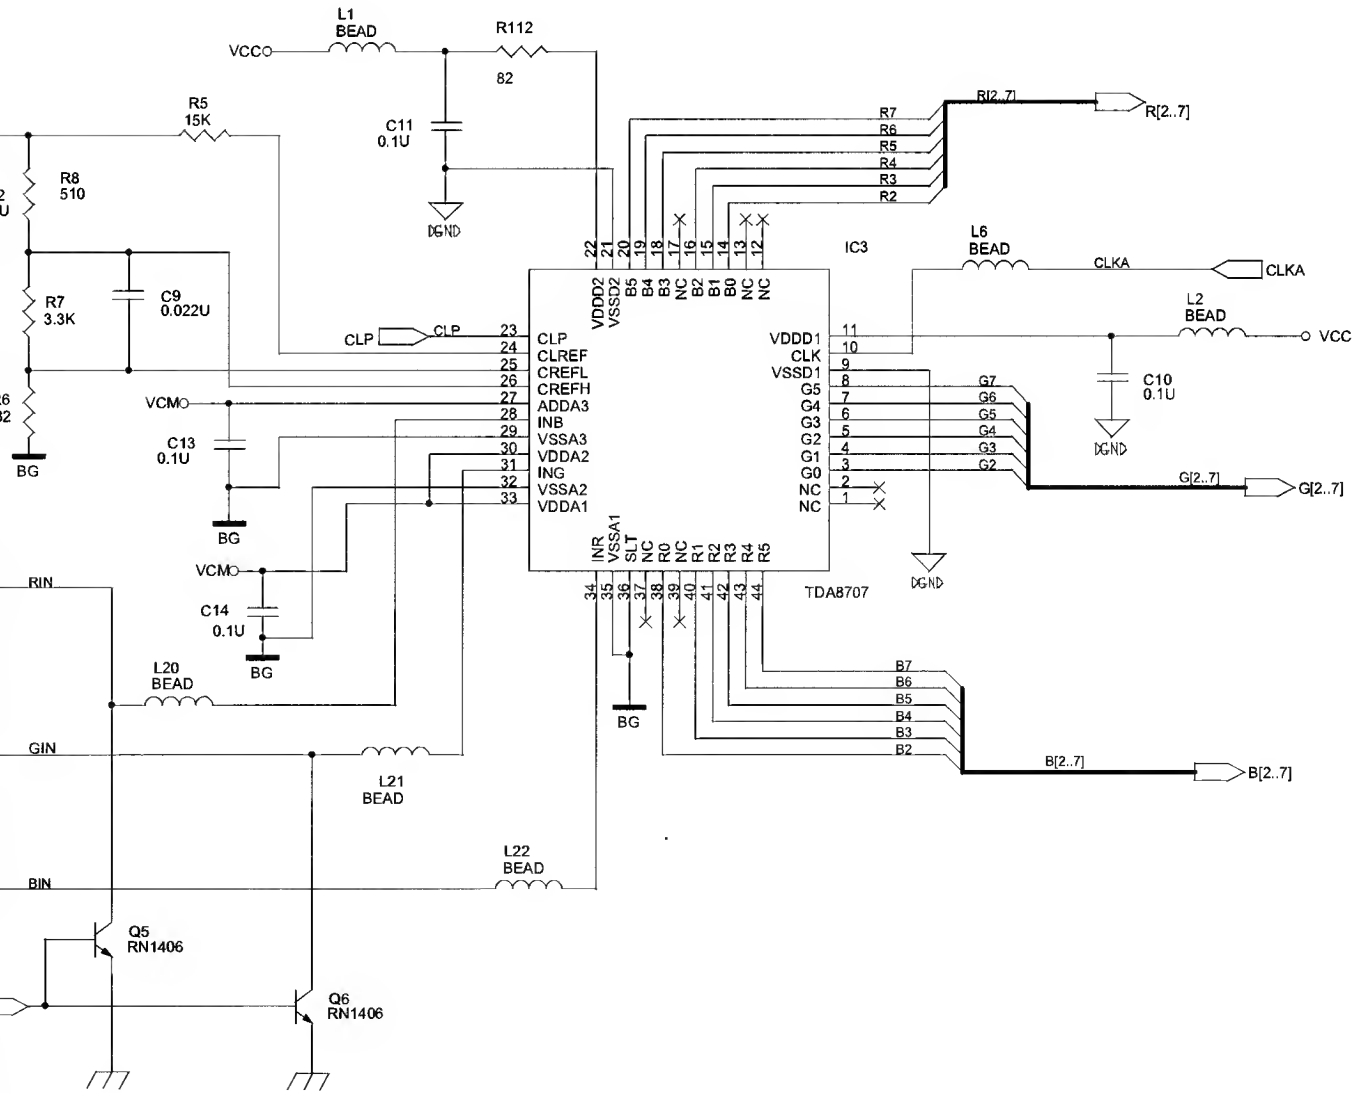 L1
BEAD
R112
VCC
82
R5
15K
C11
0.1U
R[2..7]
R[2..7]
R7
R6
R5
R4
R3
R2
R8
510
DGND
22
21
20
19
18
17
16
15
14
13
12
IC3
L6
BEAD
CLKA
CLKA
VDDD2
VSSD2
B5
B4
B3
NC
B2
B1
B0
NC
NC
L2
BEAD
R7
3.3K
C9
0.022U
CLP
CLP
23
CLP
VDDD1
11
VCC
24
CLREF
CLK
10
25
CREFL
VSSD1
9
C10
0.1U
26
CREFH
G5
8
G7
VCM
27
ADDA3
G4
7
G6
28
INB
G3
6
G5
C13
0.1U
29
VSSA3
G2
5
G4
DGND
30
VDDA2
G1
4
G3
31
ING
G0
3
G2
32
VSSA2
NC
2
33
VDDA1
NC
1
G[2..7]
G[2..7]
BG
BG
INR
VSSA1
SLT
NC
R0
NC
R1
R2
R3
R4
R5
VCM
DGND
RIN
34
35
36
37
38
39
40
41
42
43
44
TDA8707
C14
0.1U
BG
L20
BEAD
B7
B6
B5
B4
B3
B2
BG
GIN
B[2..7]
B[2..7]
L21
BEAD
L22
BEAD
BIN
Q5
RN1406
Q6
RN1406